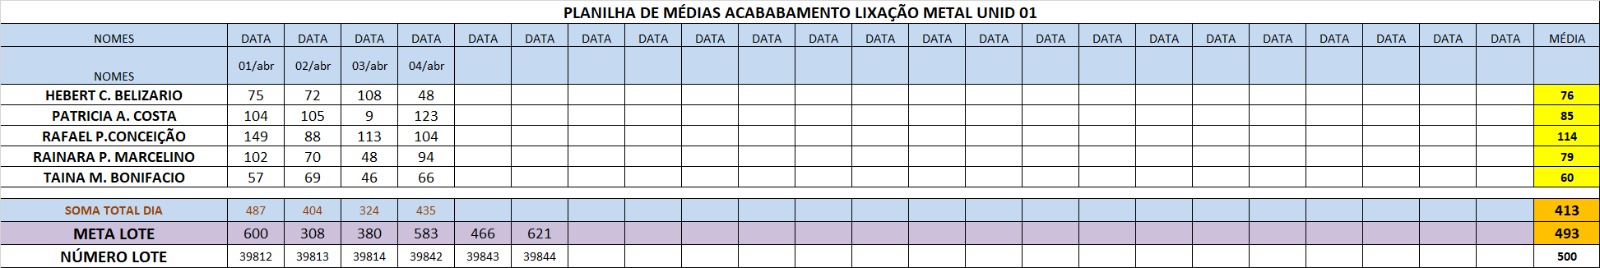 PLANILHA DE MÉDIAS ACABABAMENTO LIXAÇÃO METAL UNID 01
NOMES DATA DATA DATA DATA DATA DATA DATA DATA DATA DATA DATA DATA DATA DATA DATA DATA DATA DATA DATA DATA DATA DATA DATA MÉDIA
NOMES 01/abr 02/abr 03/abr 04/abr
HEBERT C. BELIZARIO 75 72 108 48 76
PATRICIA A. COSTA 104 105 9 123 85
RAFAEL P.CONCEIÇÃO 149 88 113 104 114
RAINARA P. MARCELINO 102 70 48 94 79
TAINA M. BONIFACIO 57 69 46 66 60
SOMA TOTAL DIA 487 404 324 435 413
META LOTE 600 308 380 583 466 621 493
NÚMERO LOTE 39812 39813 39814 39842 39843 39844 500